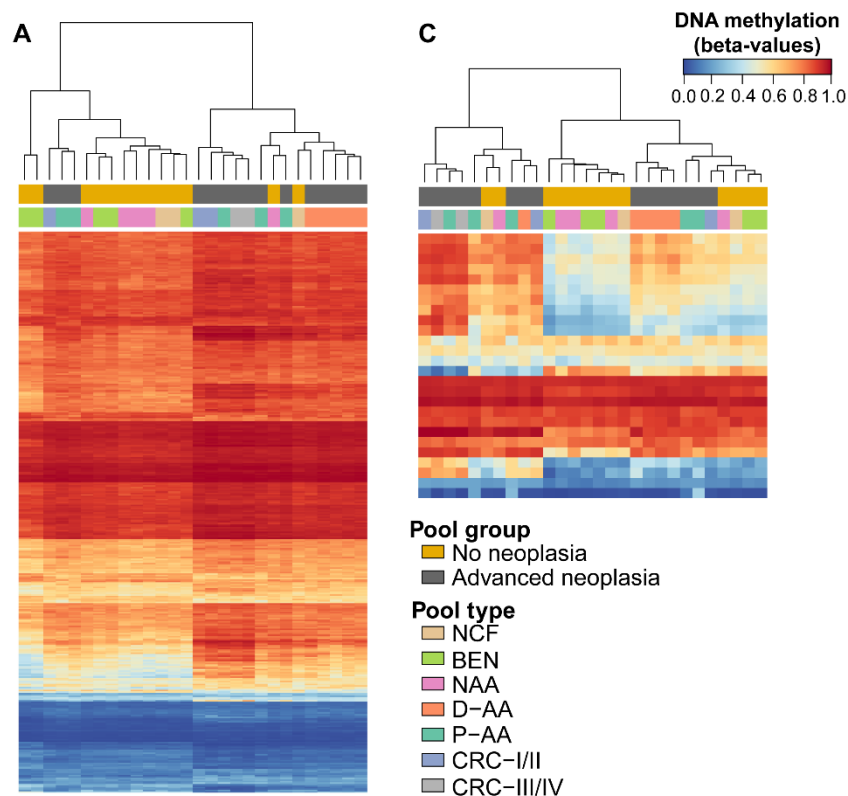 A
C
DNA methylation
(beta-values)
0.0 0.2 0.4 0.6 0.8 1.0
Pool group
No neoplasia
Advanced neoplasia
Pool type
NCF
BEN
NAA
D-AA
P-AA
CRC-I/II
CRC-III/IV